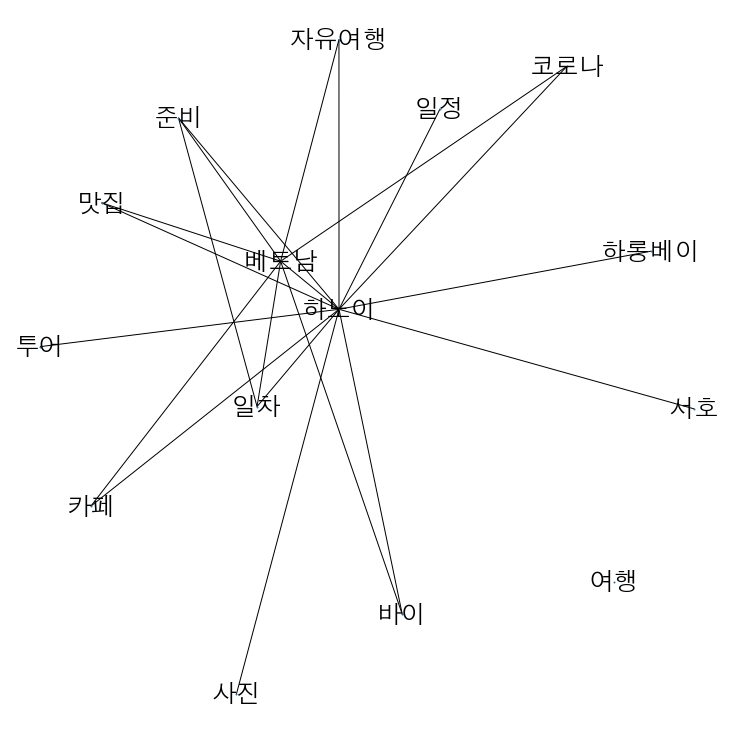 자유여행
코로나
일정
준비
맛집
하롱베이
베트남
하노이
투어
일차
서호
카페
여행
바이
사진